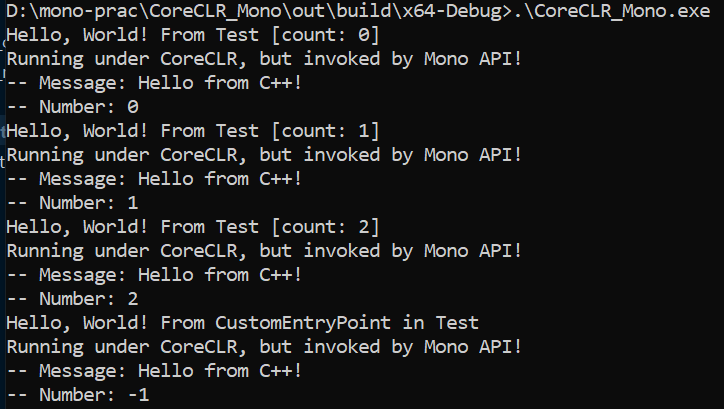 D:\mono-prac\CoreCLR_Mono\out\build\x64-Debug>.\CoreCLR_Mono.exe
Hello, World! From Test [count: 0]
Running under CoreCLR, but invoked by Mono API!
-- Message: Hello from C++!
-- Number: 0
Hello, World! From Test [count: 1]
Running under CoreCLR, but invoked by Mono API!
-- Message: Hello from C++!
-- Number: 1
Hello, World! From Test [count: 2]
Running under CoreCLR, but invoked by Mono API!
-- Message: Hello from C++!
-- Number: 2
Hello, World! From CustomEntryPoint in Test
Running under CoreCLR, but invoked by Mono API!
-- Message: Hello from C++!
-- Number: -1